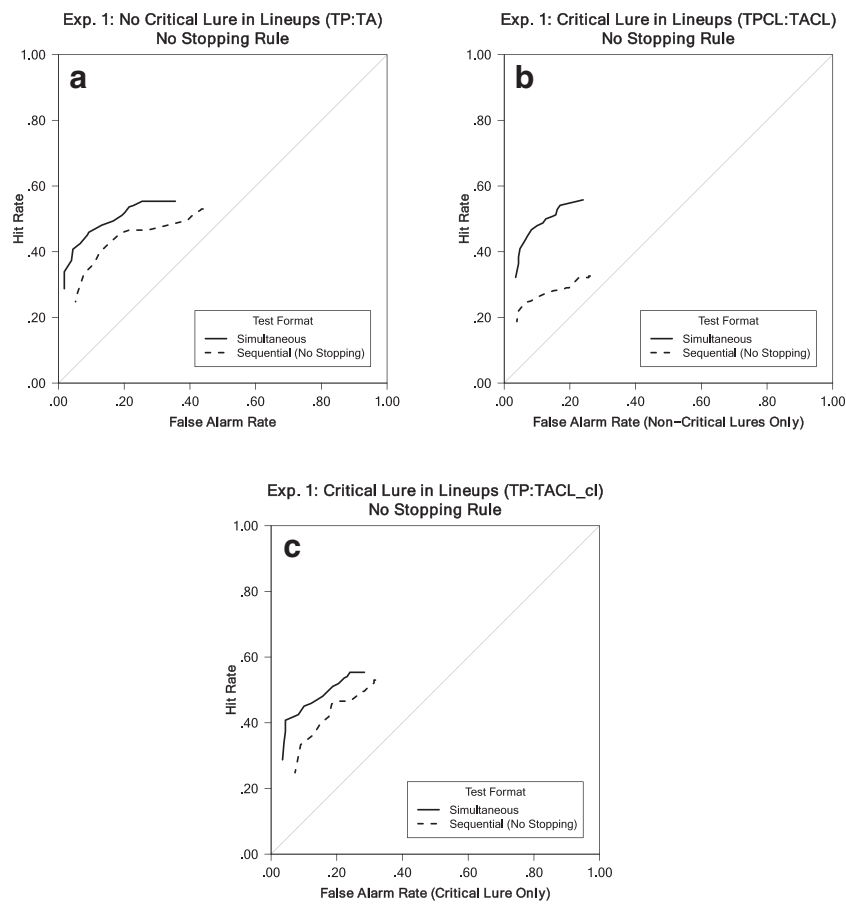 Exp. 1: No Critical Lure in Lineups (TP:TA)
No Stopping Rule
a
1.00
.80
.60
.40
.20
.00
Hit Rate
Test Format
Simultaneous
Sequential (No Stopping)
.00 .20 .40 .60 .80 1.00
False Alarm Rate
Exp. 1: Critical Lure in Lineups (TPCL:TACL)
No Stopping Rule
b
1.00
.80
.60
.40
.20
.00
Hit Rate
Test Format
Simultaneous
Sequential (No Stopping)
.00 .20 .40 .60 .80 1.00
False Alarm Rate (Non−Critical Lures Only)
Exp. 1: Critical Lure in Lineups (TP:TACL_cl)
No Stopping Rule
c
1.00
.80
.60
.40
.20
.00
Hit Rate
Test Format
Simultaneous
Sequential (No Stopping)
.00 .20 .40 .60 .80 1.00
False Alarm Rate (Critical Lure Only)